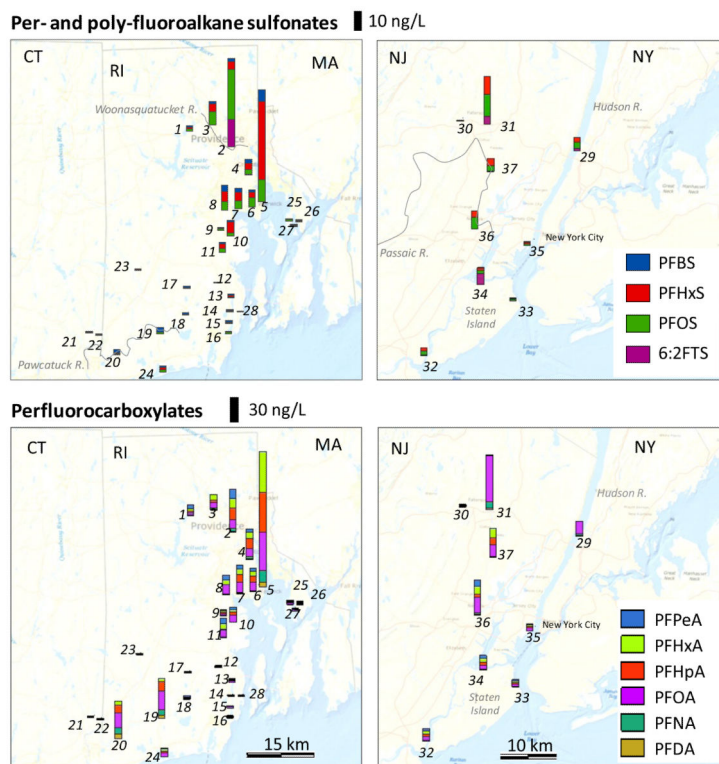 Per- and poly-fluoroalkane sulfonates
10 ng/L
CT
RI
MA
Woonasquatucket R.
Providence
1
3
2
4
5
6
7
8
9
10
11
25
26
27
23
17
12
13
14
28
18
15
16
21
22
19
20
Pawcatuck R.
24
NJ
NY
Hudson R.
30
31
29
37
36
35
New York City
Passaic R.
34
33
Staten
Island
32
PFBS
PFHxS
PFOS
6:2FTS
Perfluorocarboxylates
30 ng/L
CT
RI
MA
Providence
1
3
2
4
5
6
7
8
9
10
11
25
26
27
23
17
12
13
14
28
18
15
16
21
22
19
20
24
15 km
NJ
NY
Hudson R.
30
31
29
37
36
35
New York City
34
33
Staten
Island
32
10 km
PFPeA
PFHxA
PFHpA
PFOA
PFNA
PFDA